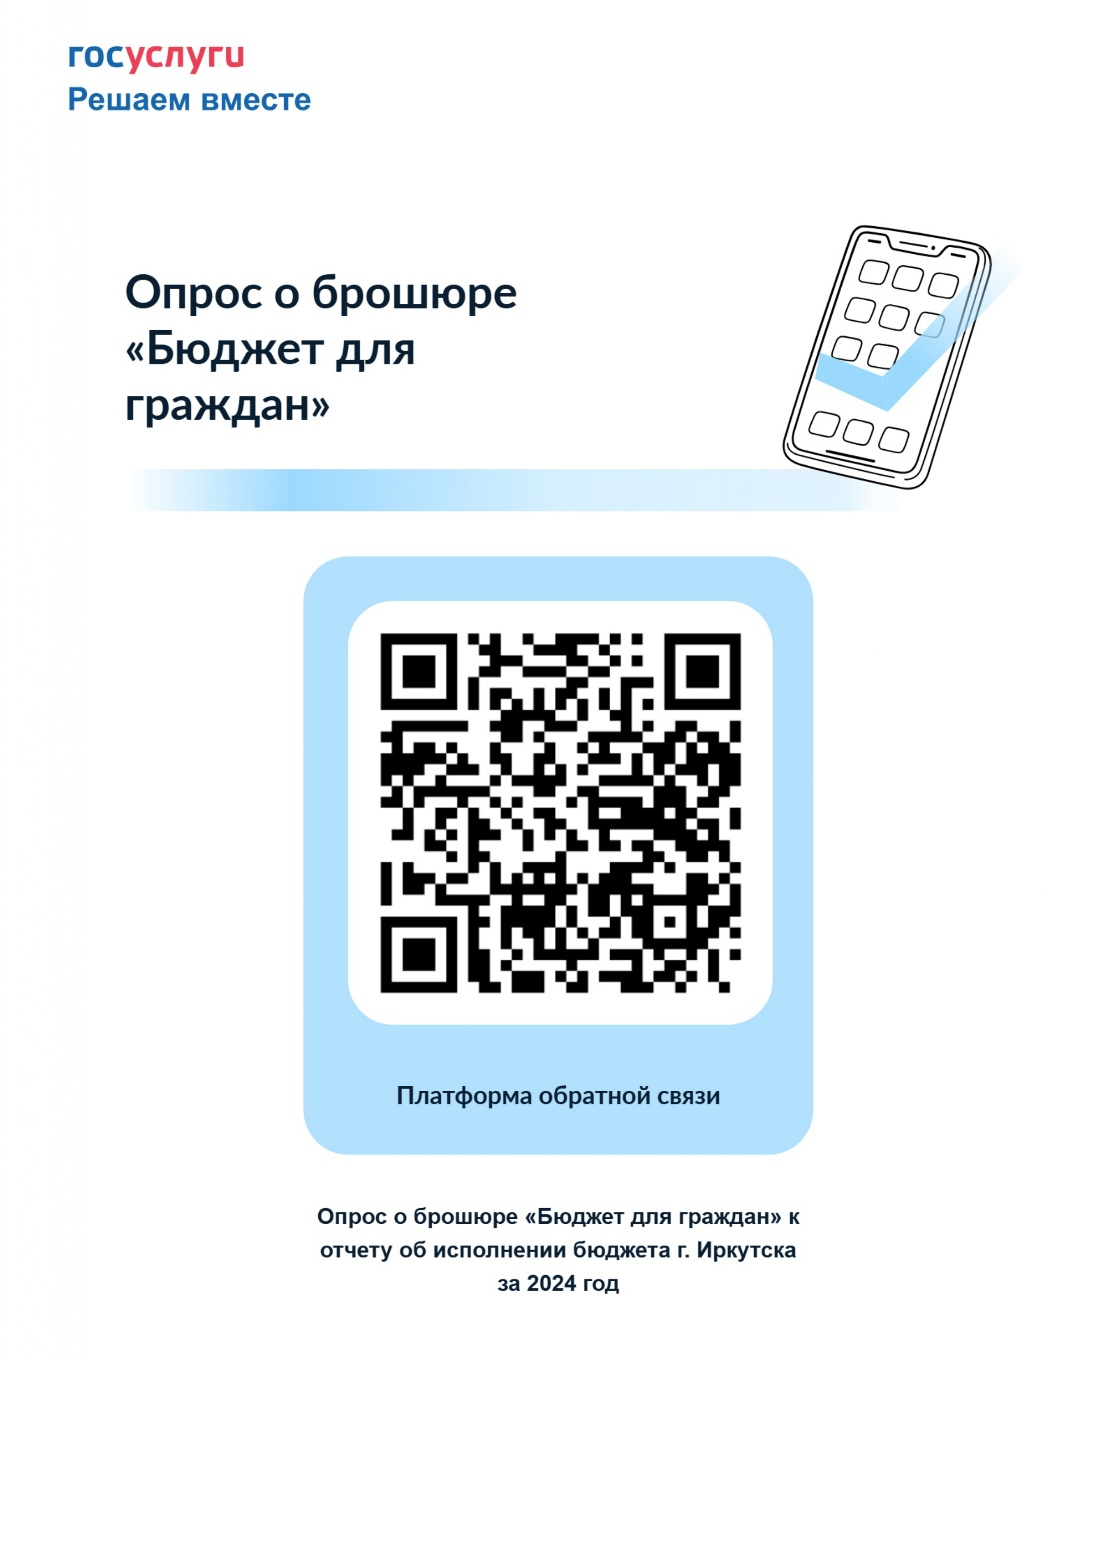 госуслуги
Решаем вместе
Опрос о брошюре
«Бюджет для
граждан»
Платформа обратной связи
Опрос о брошюре «Бюджет для граждан» к
отчету об исполнении бюджета г. Иркутска
за 2024 год